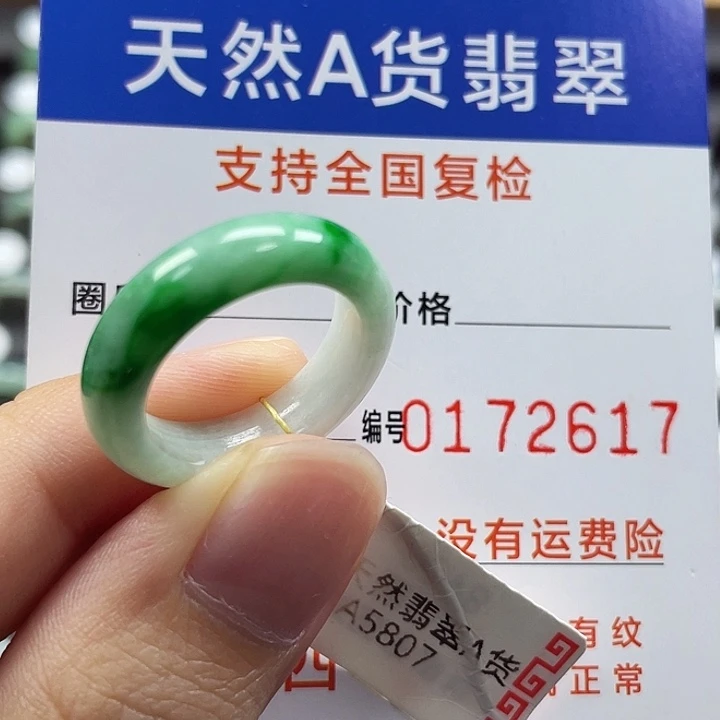 天然A货翡翠
支持全国复检
圈
价格
编号0172617
没有运费险
天然翡翠A货
A5807
有纹
四
正常